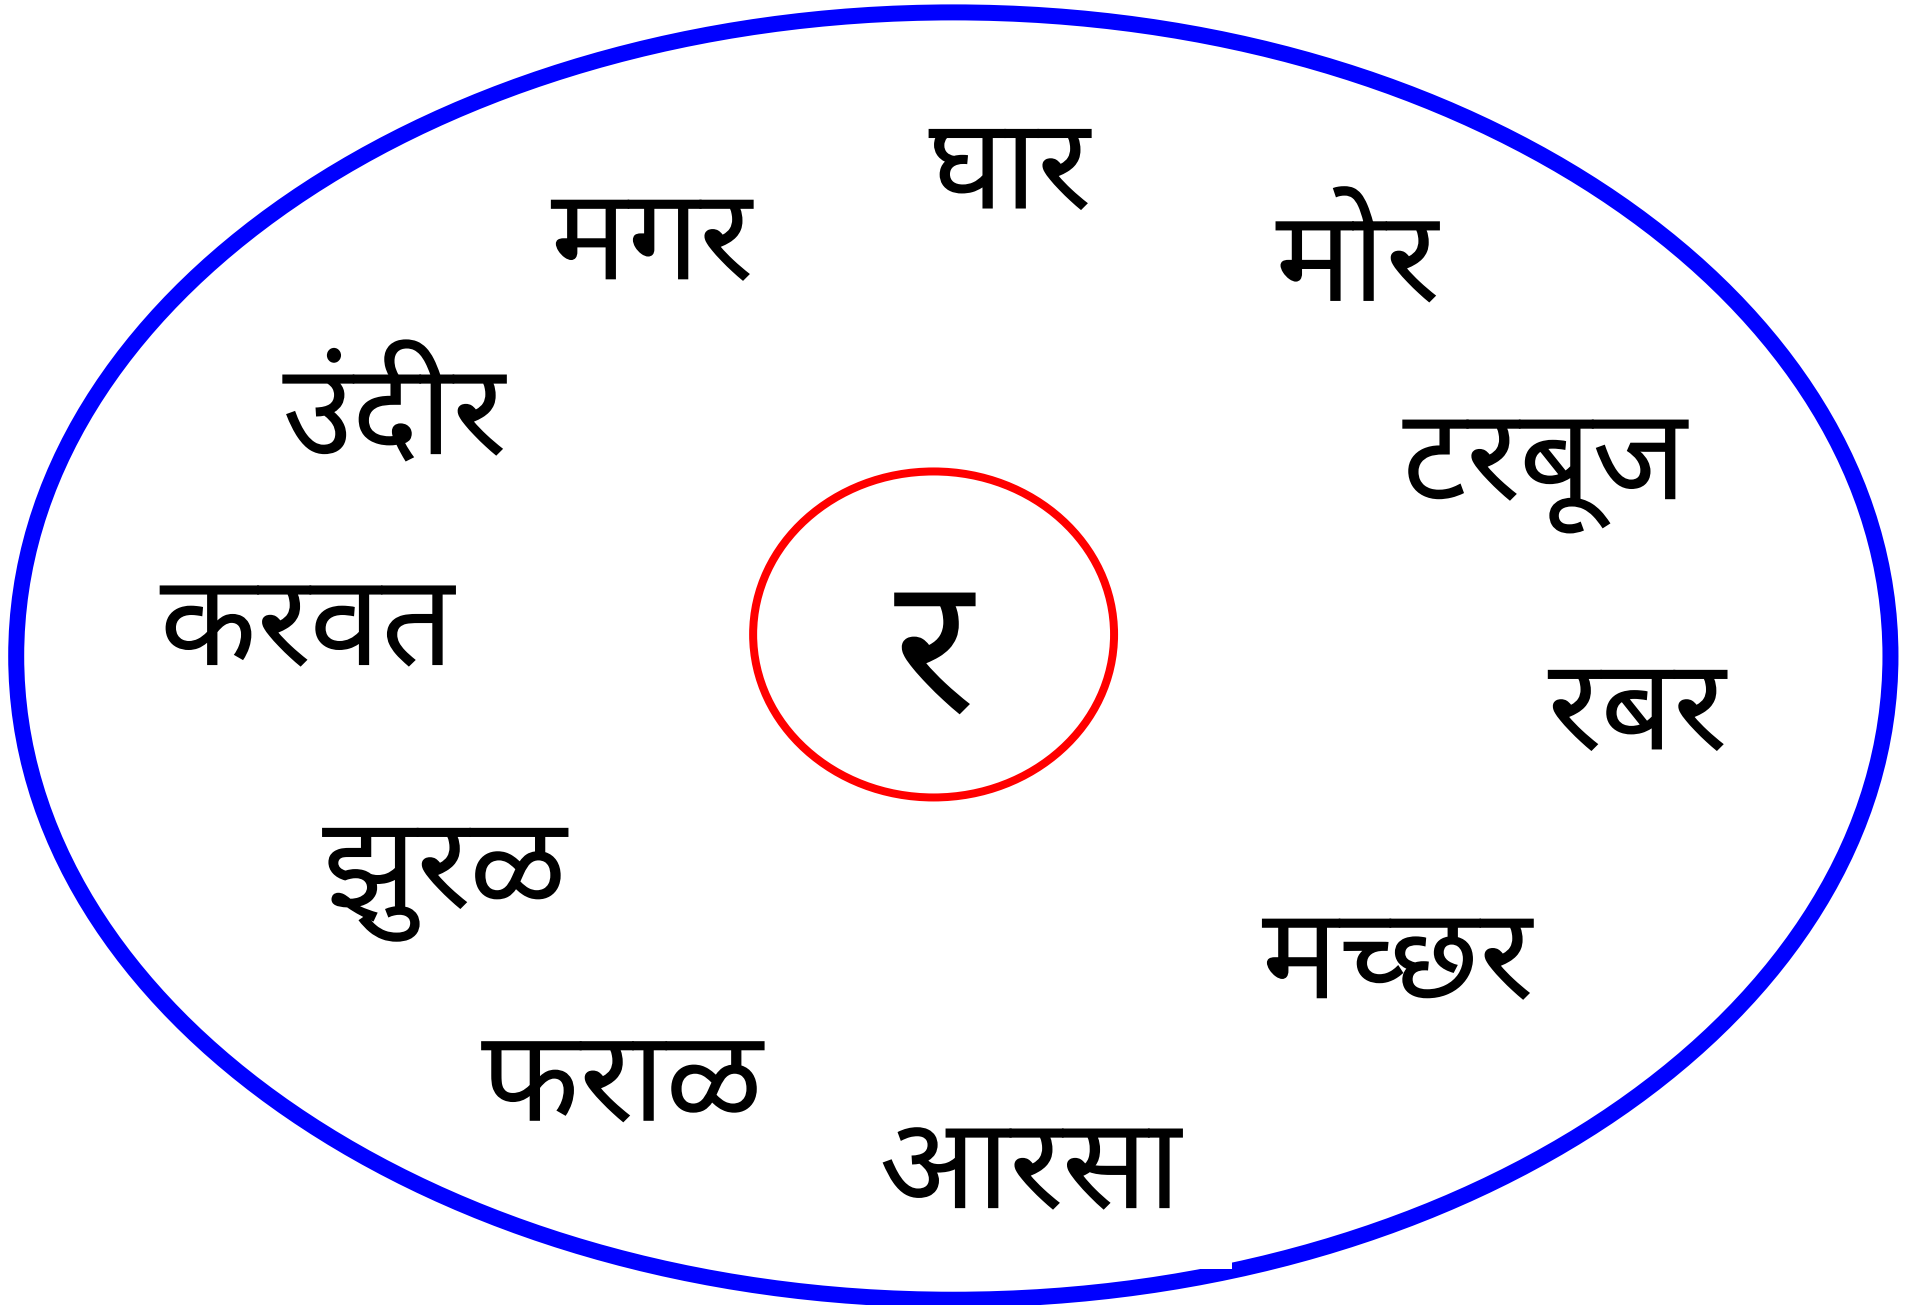 घार
मगर
मोर
उंदीर
टरबूज
करवत
र
रबर
झुरळ
मच्छर
फराळ
आरसा